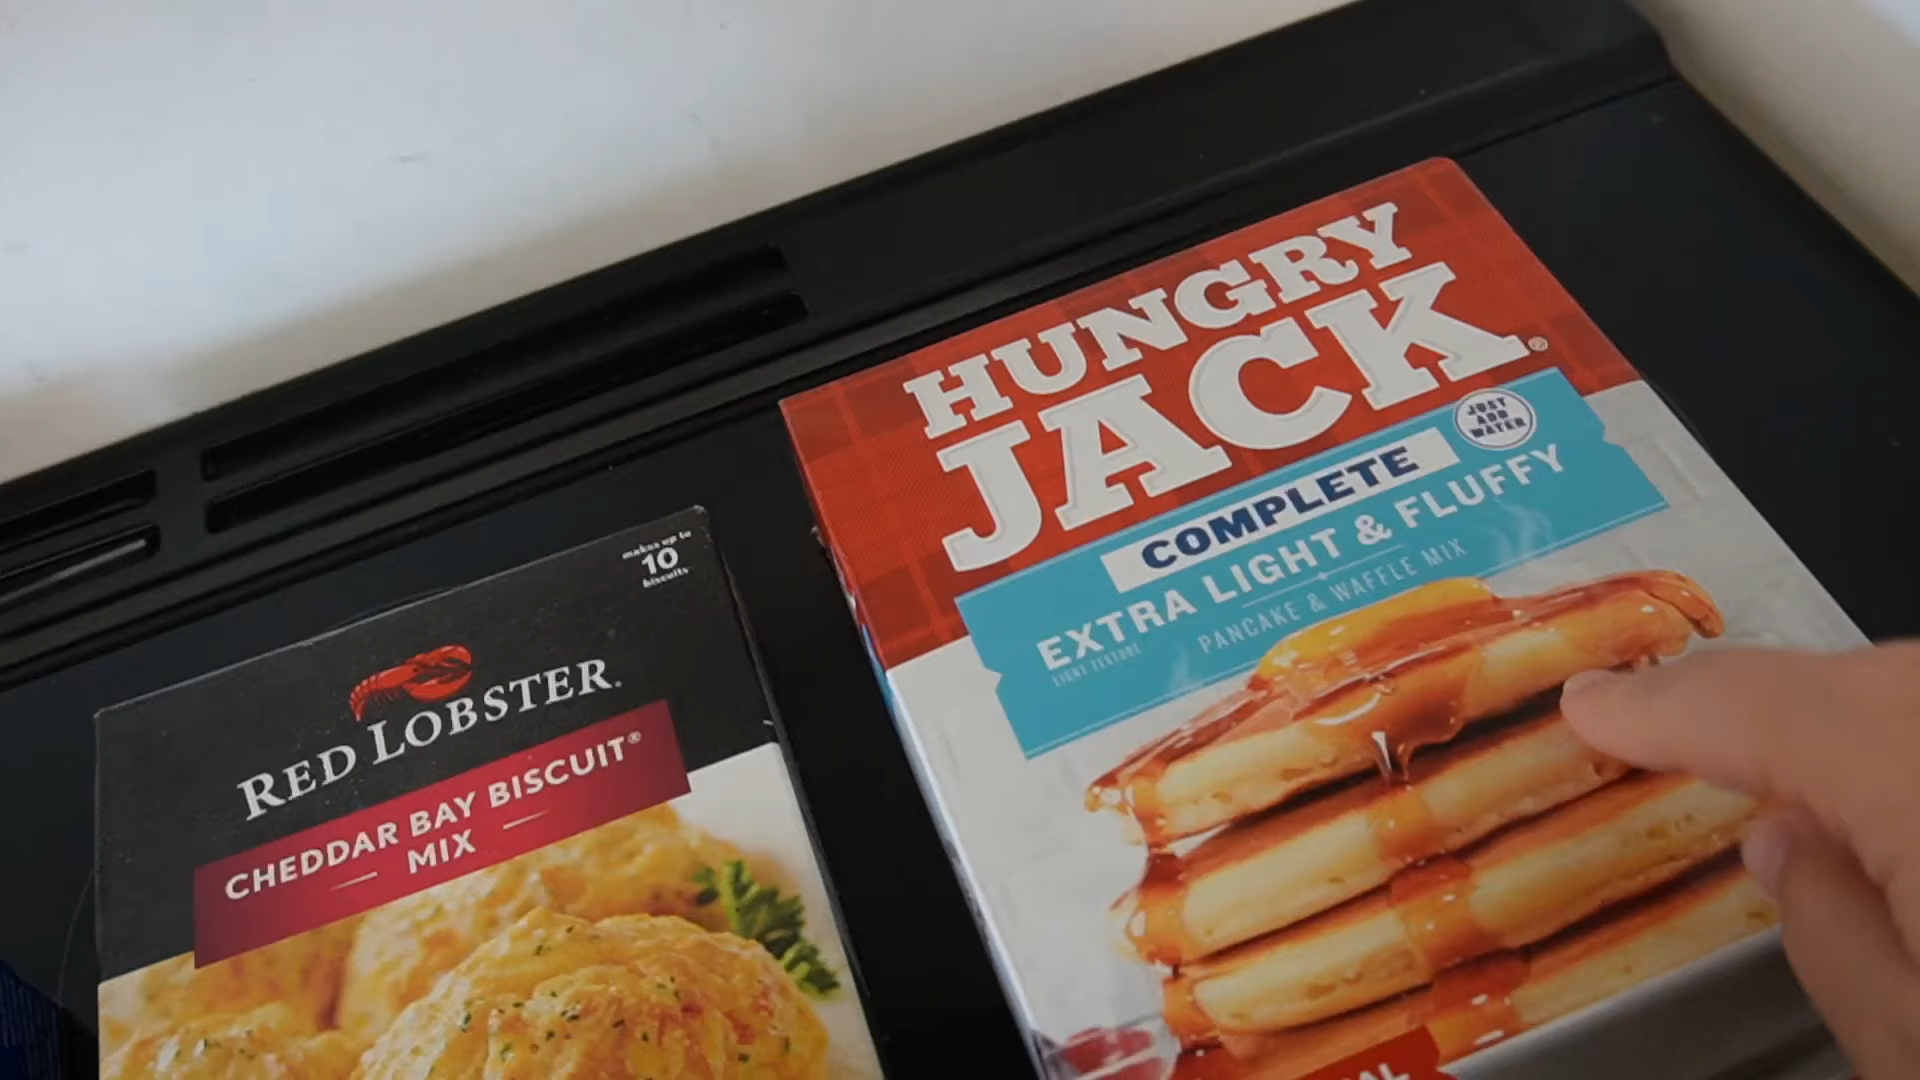 makes up to
10
biscuits
RED LOBSTER.
CHEDDAR BAY BISCUIT®
MIX
HUNGRY
JACK®
JUST
ADD
WATER
COMPLETE
EXTRA LIGHT & FLUFFY
LIGHT TEXTURE
PANCAKE & WAFFLE MIX